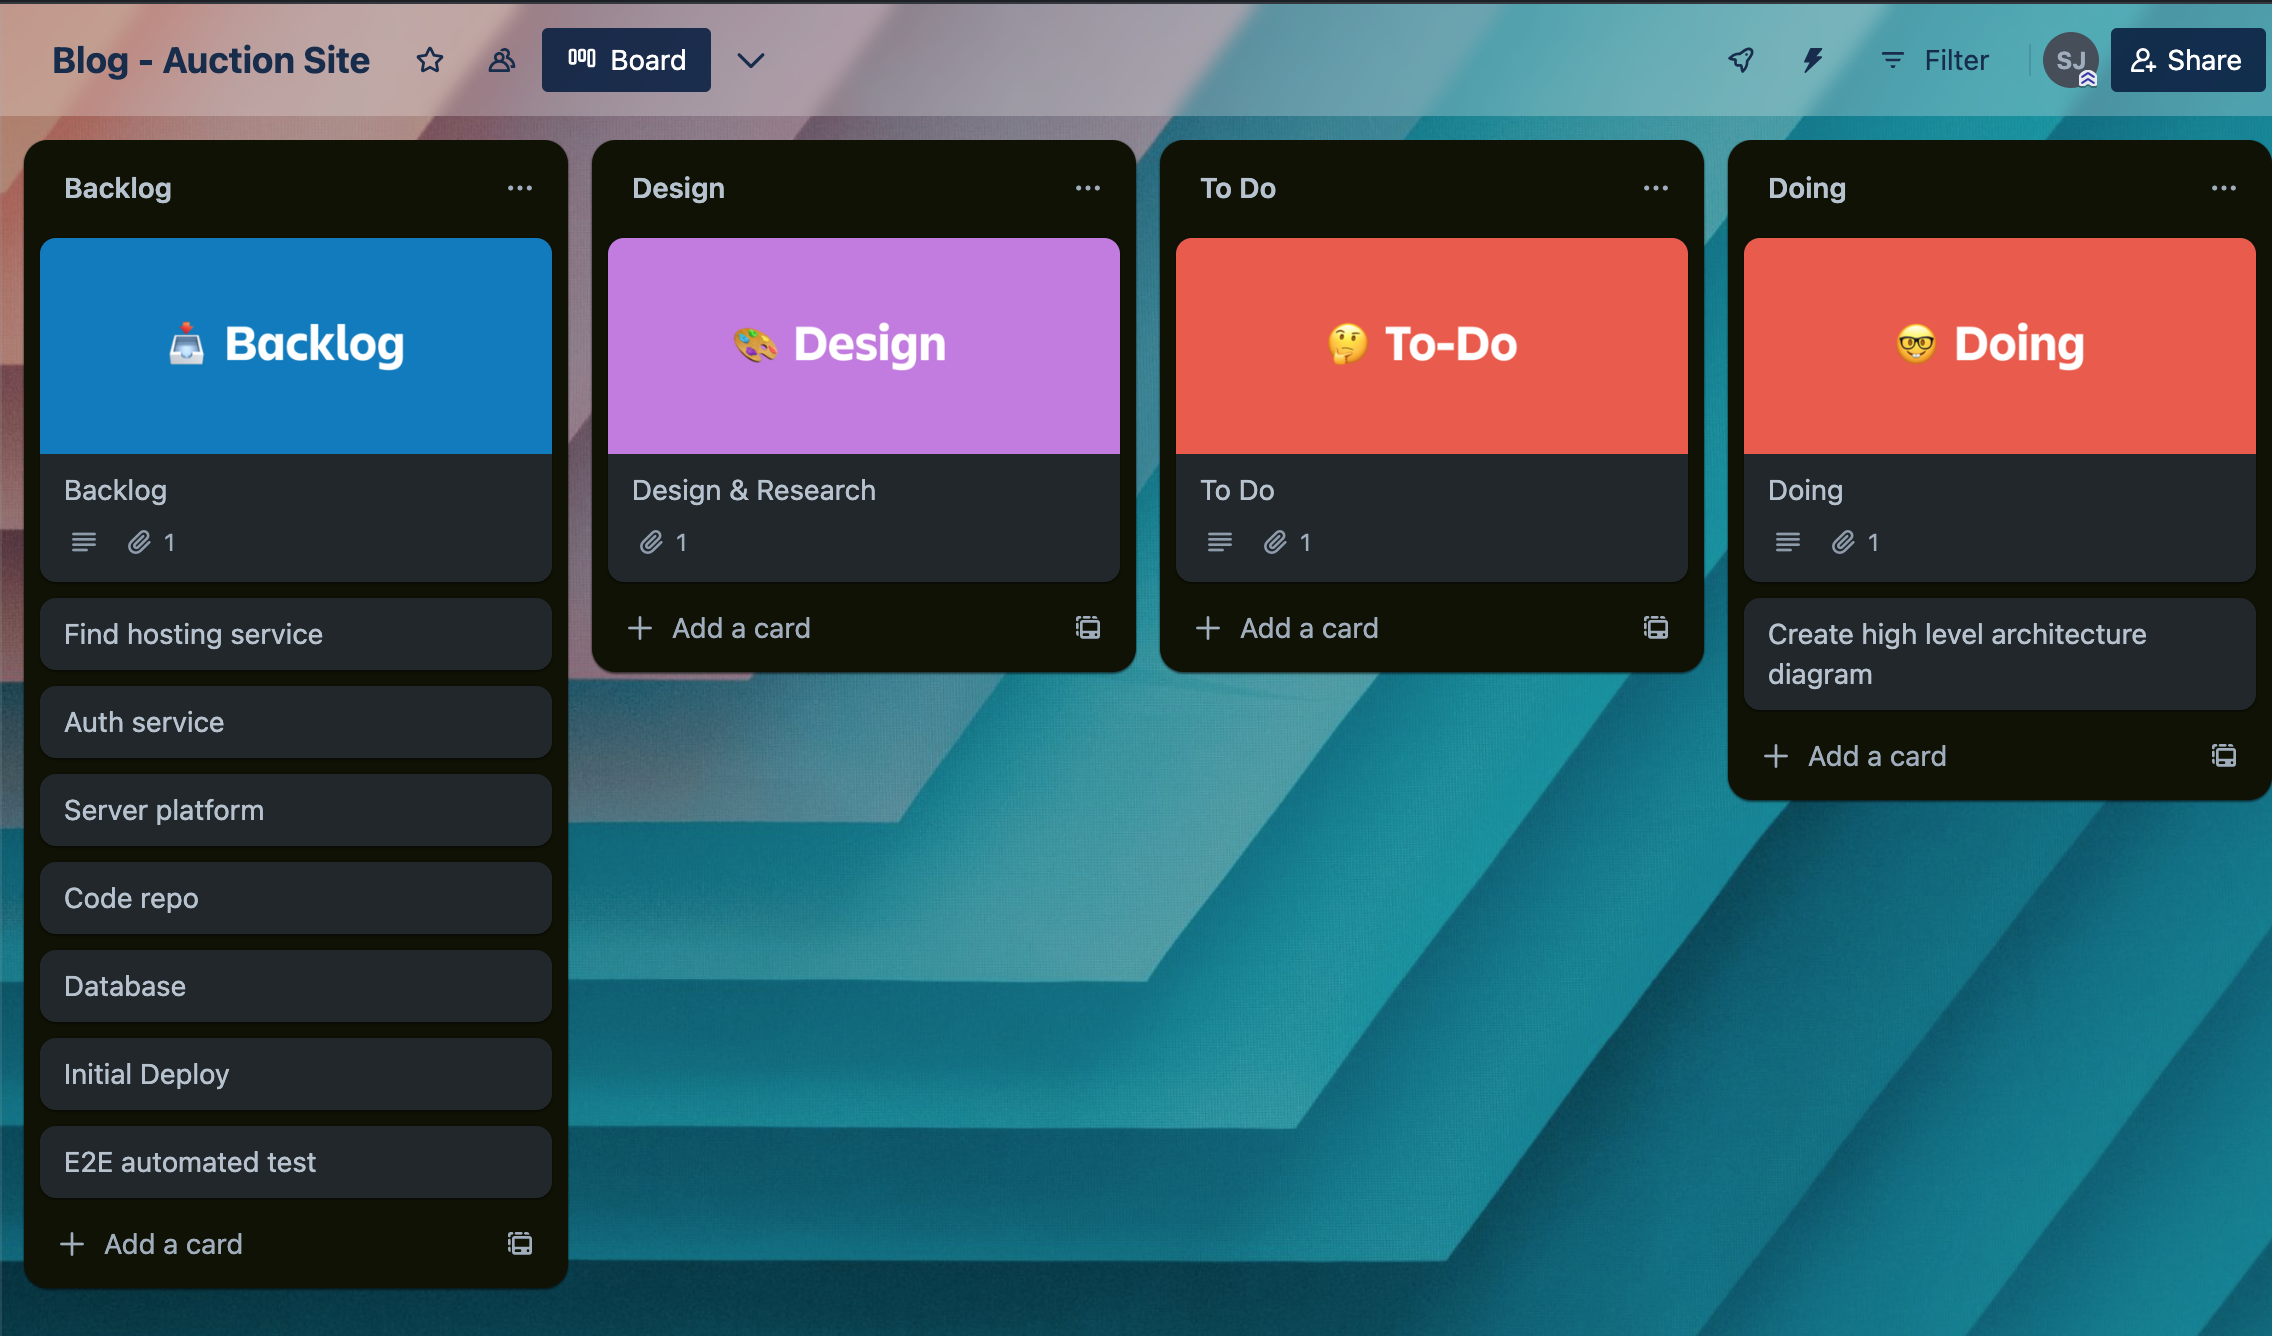 Blog - Auction Site
Board
Filter
SJ
Share
Backlog
Backlog
Backlog
1
Find hosting service
Auth service
Server platform
Code repo
Database
Initial Deploy
E2E automated test
Add a card
Design
Design
Design & Research
1
Add a card
To Do
To-Do
To Do
1
Add a card
Doing
Doing
Doing
1
Create high level architecture
diagram
Add a card